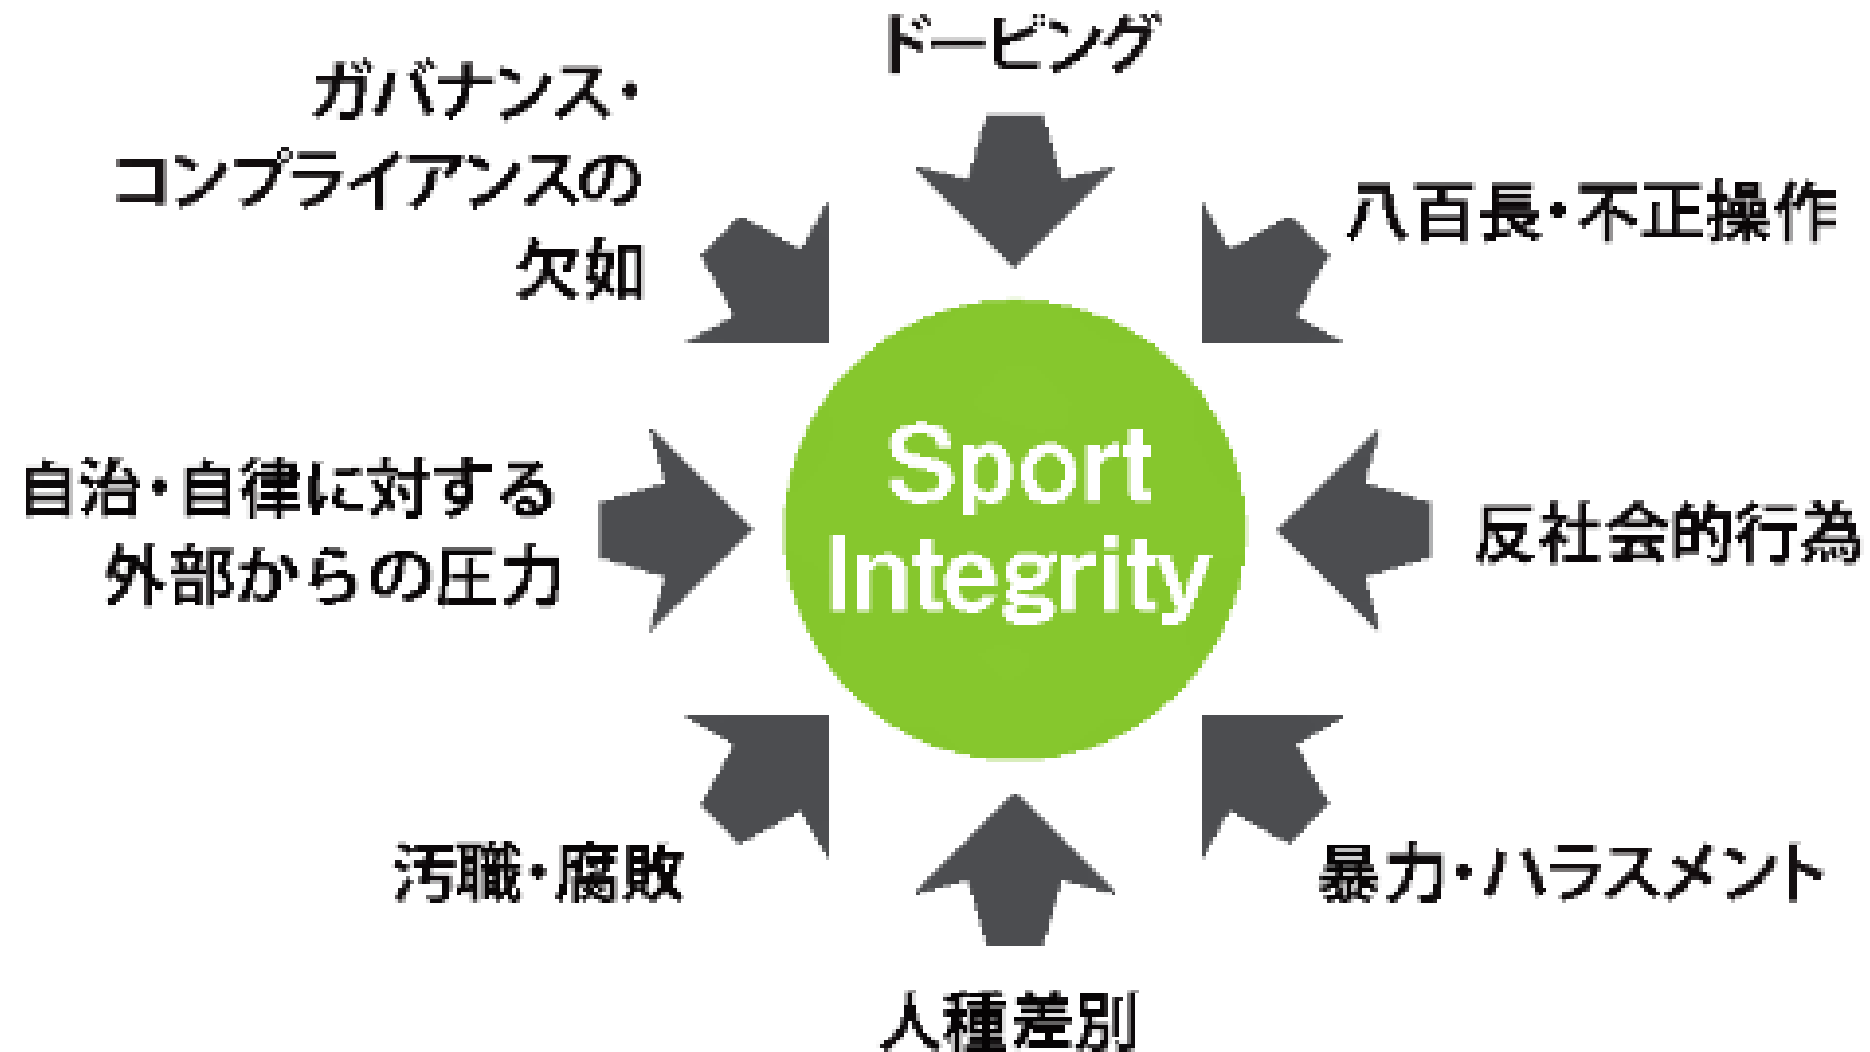 ドーピング
ガバナンス・
コンプライアンスの
欠如
八百長・不正操作
自治・自律に対する
外部からの圧力
Sport
Integrity
反社会的行為
汚職・腐敗
暴力・ハラスメント
人種差別